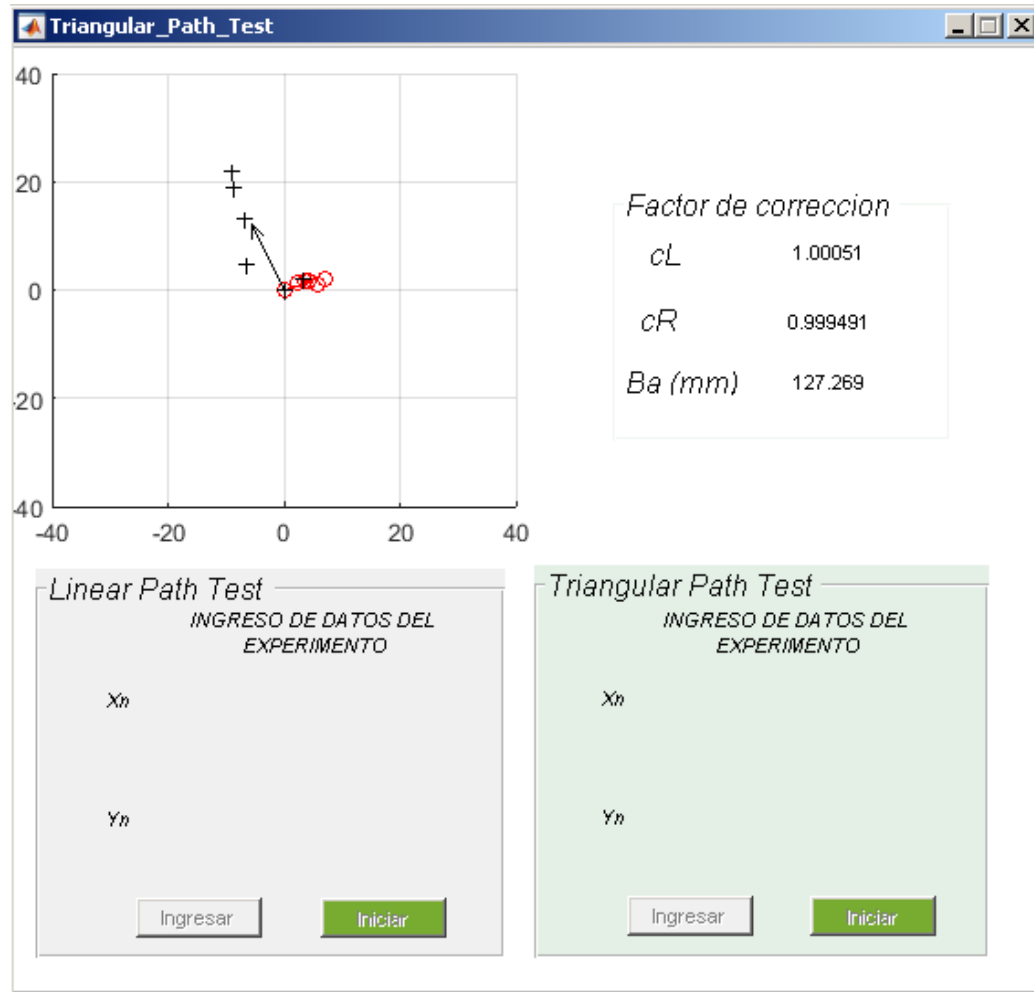 Triangular_Path_Test
40
20
0
-20
-40
-40 -20 0 20 40
Factor de correccion
cL 1.00051
cR 0.999491
Ba (mm) 127.269
Linear Path Test
INGRESO DE DATOS DEL
EXPERIMENTO
Xn
Yn
Ingresar Iniciar
Triangular Path Test
INGRESO DE DATOS DEL
EXPERIMENTO
Xn
Yn
Ingresar Iniciar